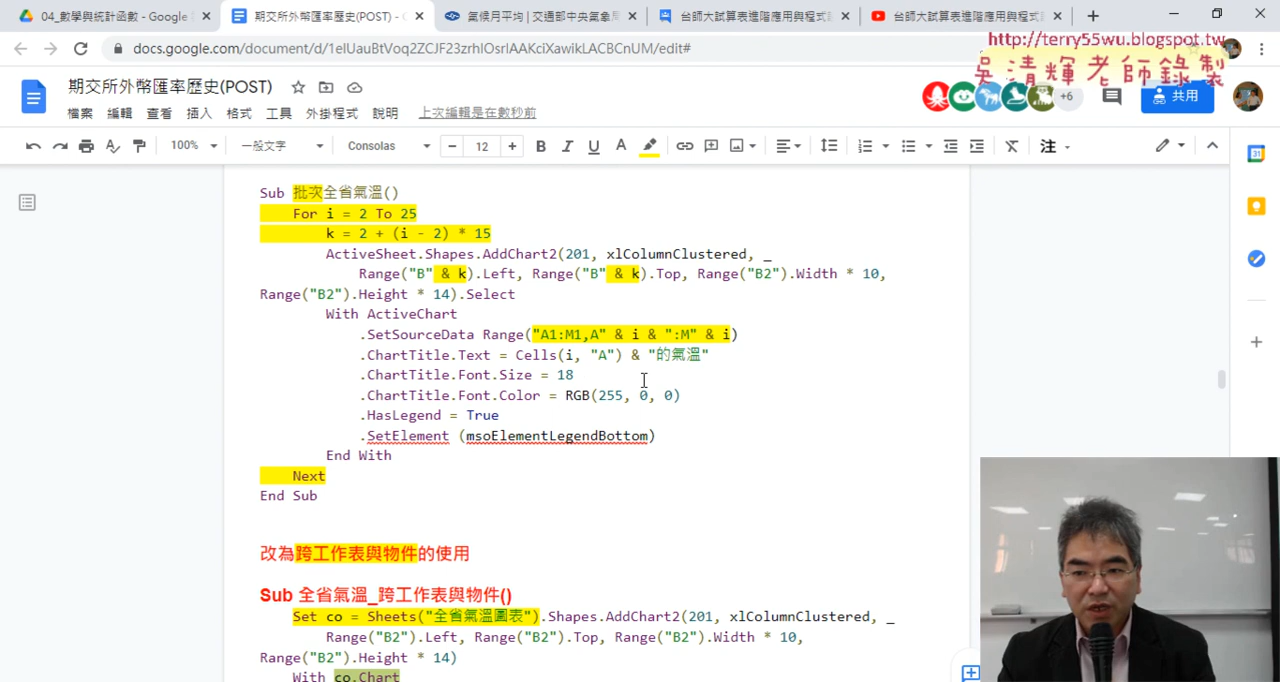 04_數學與統計函數 - Google
期交所外幣匯率歷史(POST) - G
氣候月平均 | 交通部中央氣象局
台師大試算表進階應用與程式設
台師大試算表進階應用與程式設
docs.google.com/document/d/1elUauBtVoq2ZCJF23zrhlOsrlAAKciXawikLACBCnUM/edit#
http://terry55wu.blogspot.tw
吳清輝老師錄製
期交所外幣匯率歷史(POST)
檔案 編輯 查看 插入 格式 工具 外掛程式 說明 上次編輯是在數秒前
+6
共用
100% 一般文字 Consolas 12 B I U A 注
31
Sub 批次全省氣溫()
For i = 2 To 25
k = 2 + (i - 2) * 15
ActiveSheet.Shapes.AddChart2(201, xlColumnClustered, _
Range("B" & k).Left, Range("B" & k).Top, Range("B2").Width * 10,
Range("B2").Height * 14).Select
With ActiveChart
.SetSourceData Range("A1:M1,A" & i & ":M" & i)
.ChartTitle.Text = Cells(i, "A") & "的氣溫"
.ChartTitle.Font.Size = 18
.ChartTitle.Font.Color = RGB(255, 0, 0)
.HasLegend = True
.SetElement (msoElementLegendBottom)
End With
Next
End Sub
改為跨工作表與物件的使用
Sub 全省氣溫_跨工作表與物件()
Set co = Sheets("全省氣溫圖表").Shapes.AddChart2(201, xlColumnClustered, _
Range("B2").Left, Range("B2").Top, Range("B2").Width * 10,
Range("B2").Height * 14)
With co.Chart